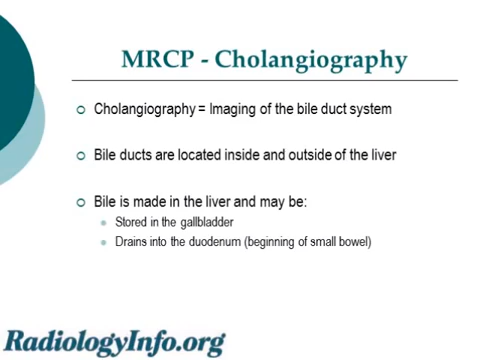 MRCP - Cholangiography
Cholangiography = Imaging of the bile duct system
Bile ducts are located inside and outside of the liver
Bile is made in the liver and may be:
Stored in the gallbladder
Drains into the duodenum (beginning of small bowel)
RadiologyInfo.org